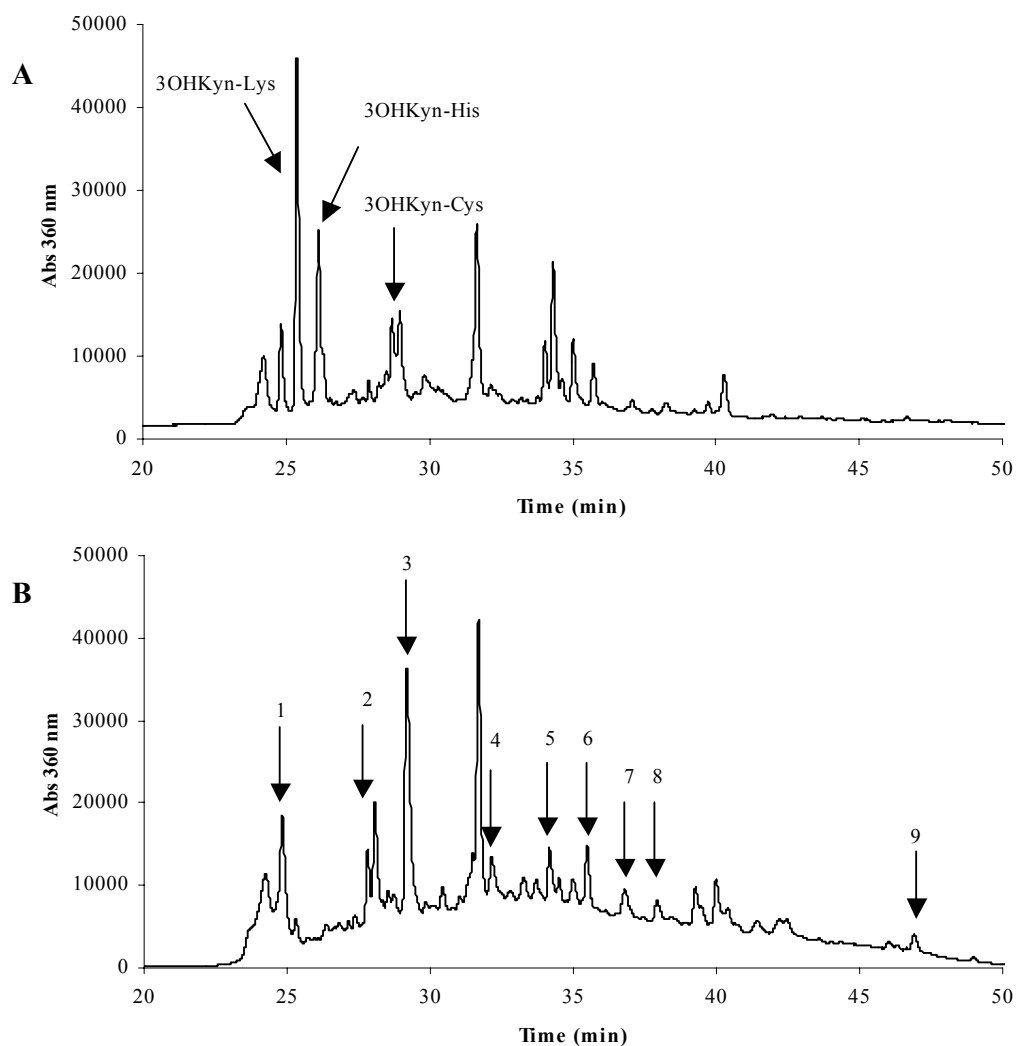 A
50000
40000
30000
20000
10000
0
Abs 360 nm
3OHKyn-Lys
3OHKyn-His
3OHKyn-Cys
20 25 30 35 40 45 50
Time (min)
B
50000
40000
30000
20000
10000
0
Abs 360 nm
1 2 3 4 5 6 7 8 9
20 25 30 35 40 45 50
Time (min)